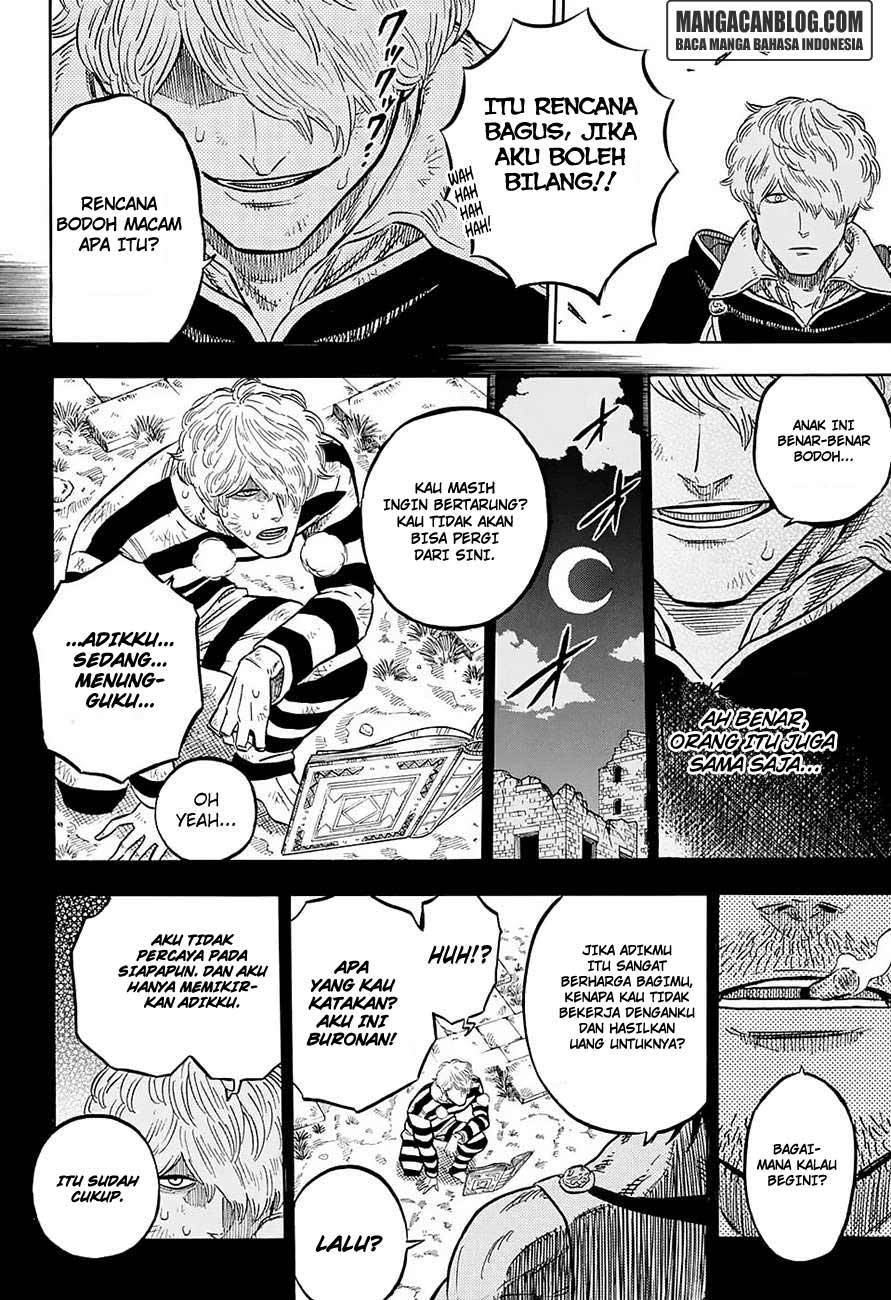 MANGACANBLOG.COM
BACA MANGA BAHASA INDONESIA
ITU RENCANA
BAGUS, JIKA
AKU BOLEH
BILANG!!
WAH
HAH
HAH
HAH!
RENCANA
BODOH MACAM
APA ITU?
ANAK INI
BENAR-BENAR
BODOH...
AH BENAR,
ORANG ITU JUGA
SAMA SAJA...
KAU MASIH
INGIN BERTARUNG?
KAU TIDAK AKAN
BISA PERGI
DARI SINI.
...ADIKKU...
SEDANG...
MENUNG-
GUKU...
OH
YEAH...
BAGAI-
MANA KALAU
BEGINI?
JIKA ADIKMU
ITU SANGAT
BERHARGA BAGIMU,
KENAPA KAU TIDAK
BEKERJA DENGANKU
DAN HASILKAN
UANG UNTUKNYA?
HUH!?
APA
YANG KAU
KATAKAN?
AKU INI
BURONAN!
LALU?
AKU TIDAK
PERCAYA PADA
SIAPAPUN. DAN AKU
HANYA MEMIKIR-
KAN ADIKKU.
ITU SUDAH
CUKUP.